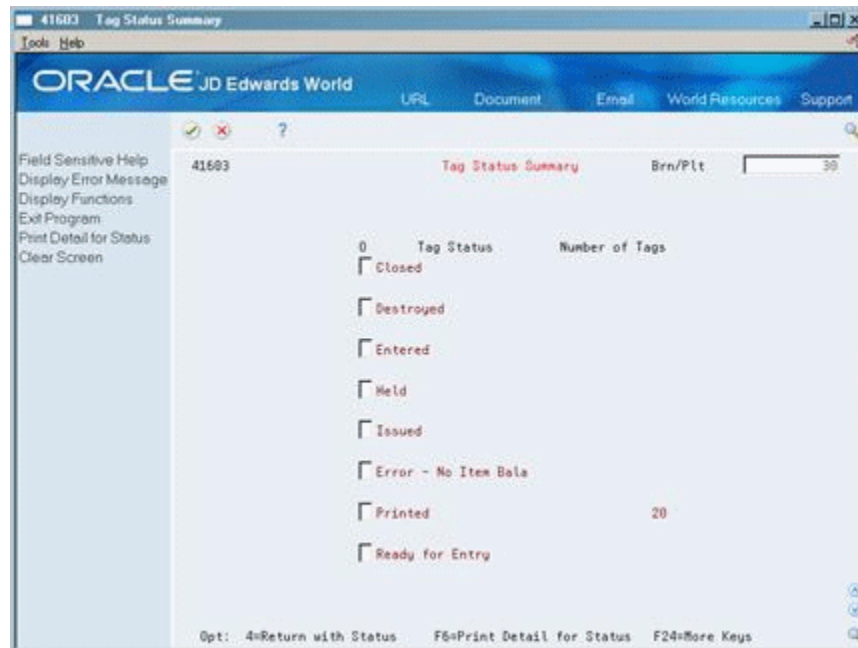 41603 Tag Status Summary
Tools Help
ORACLE JD Edwards World
URL Document Email World Resources Support
?
Field Sensitive Help
Display Error Message
Display Functions
Exit Program
Print Detail for Status
Clear Screen
41603 Tag Status Summary Brn/Plt 30
O Tag Status Number of Tags
Closed
Destroyed
Entered
Held
Issued
Error - No Item Bala
Printed 20
Ready for Entry
Opt: 4=Return with Status F6=Print Detail for Status F24=More Keys